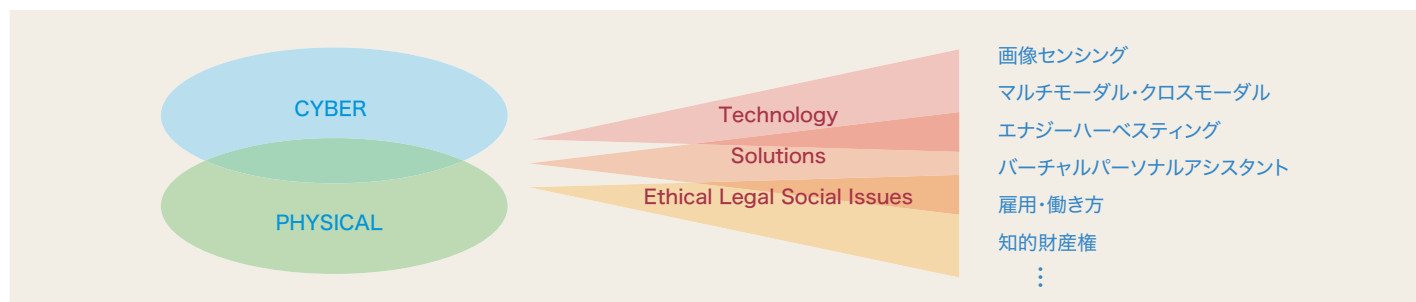 CYBER
PHYSICAL
Technology
Solutions
Ethical Legal Social Issues
画像センシング
マルチモーダル・クロスモーダル
エナジーハーベスティング
バーチャルパーソナルアシスタント
雇用・働き方
知的財産権
⋮